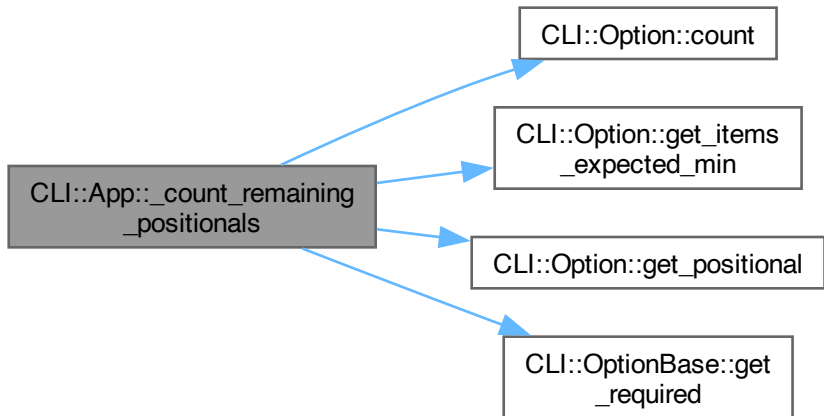 CLI::App::_count_remaining
_positionals
CLI::Option::count
CLI::Option::get_items
_expected_min
CLI::Option::get_positional
CLI::OptionBase::get
_required